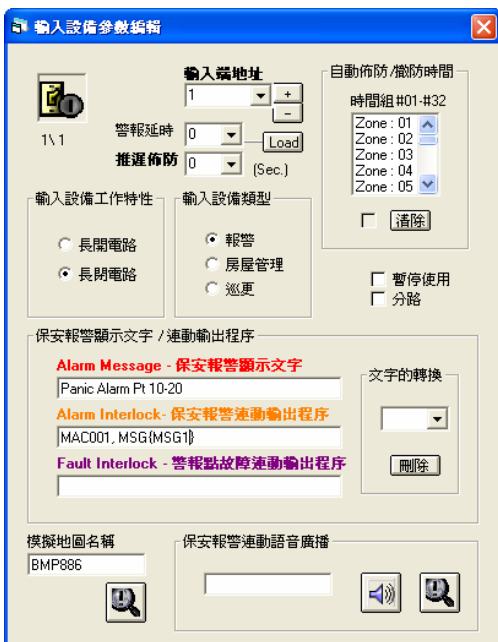 輸入設備參數編輯
輸入端地址
1
+
-
1\ 1
警報延時
0
Load
推遲佈防
0
(Sec.)
自動佈防/撤防時間
時間組#01-#32
Zone : 01
Zone : 02
Zone : 03
Zone : 04
Zone : 05
清除
輸入設備工作特性
長開電路
長閉電路
輸入設備類型
報警
房屋管理
巡更
暫停使用
分路
保安報警顯示文字 / 連動輸出程序
Alarm Message - 保安報警顯示文字
Panic Alarm Pt 10-20
Alarm Interlock- 保安報警連動輸出程序
MAC001, MSG{MSG1}
Fault Interlock - 警報點故障連動輸出程序
文字的轉換
刪除
模擬地圖名稱
BMP886
保安報警連動語音廣播